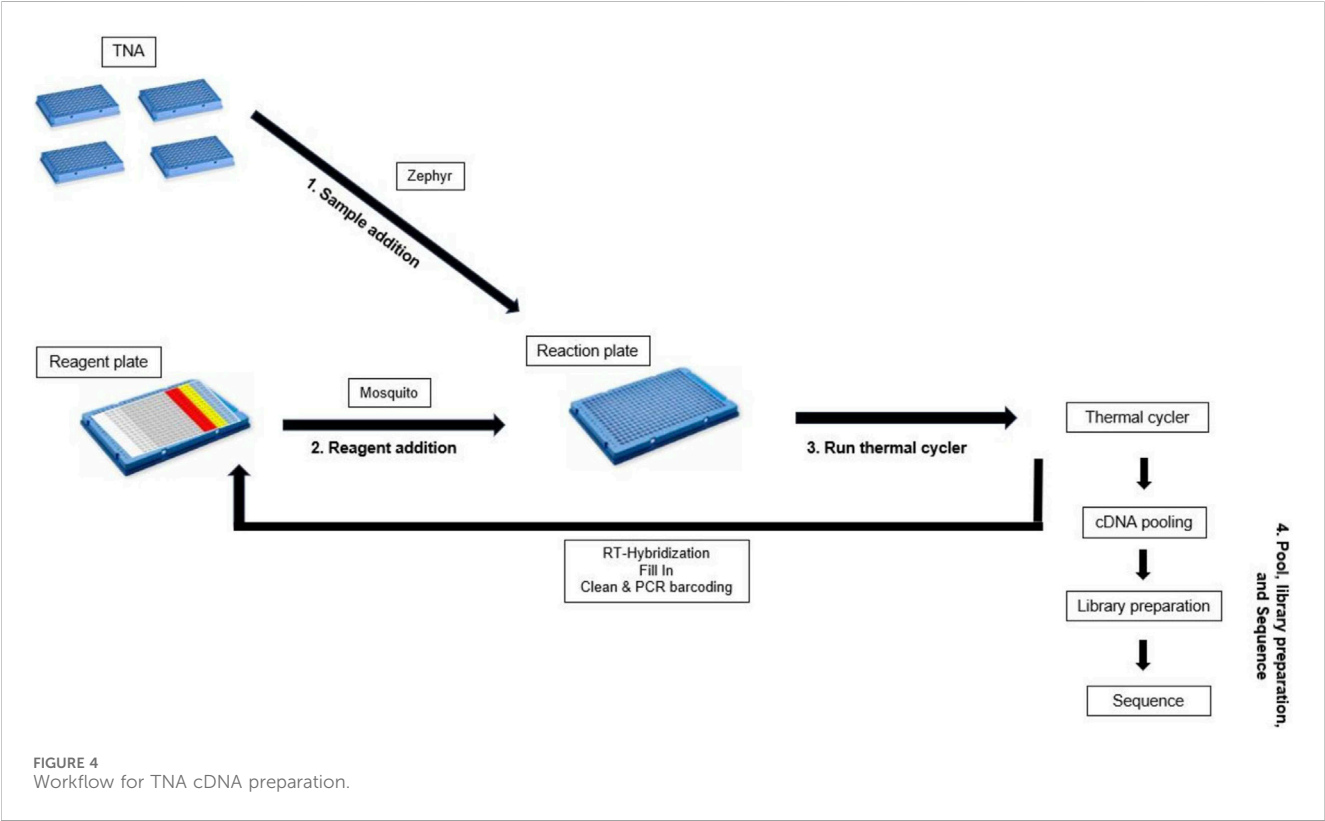 TNA
Zephyr
1. Sample addition
Reagent plate
Reaction plate
Mosquito
2. Reagent addition
3. Run thermal cycler
Thermal cycler
cDNA pooling
Library preparation
Sequence
RT-Hybridization
Fill In
Clean & PCR barcoding
4. Pool, library preparation,
and Sequence
FIGURE 4
Workflow for TNA cDNA preparation.